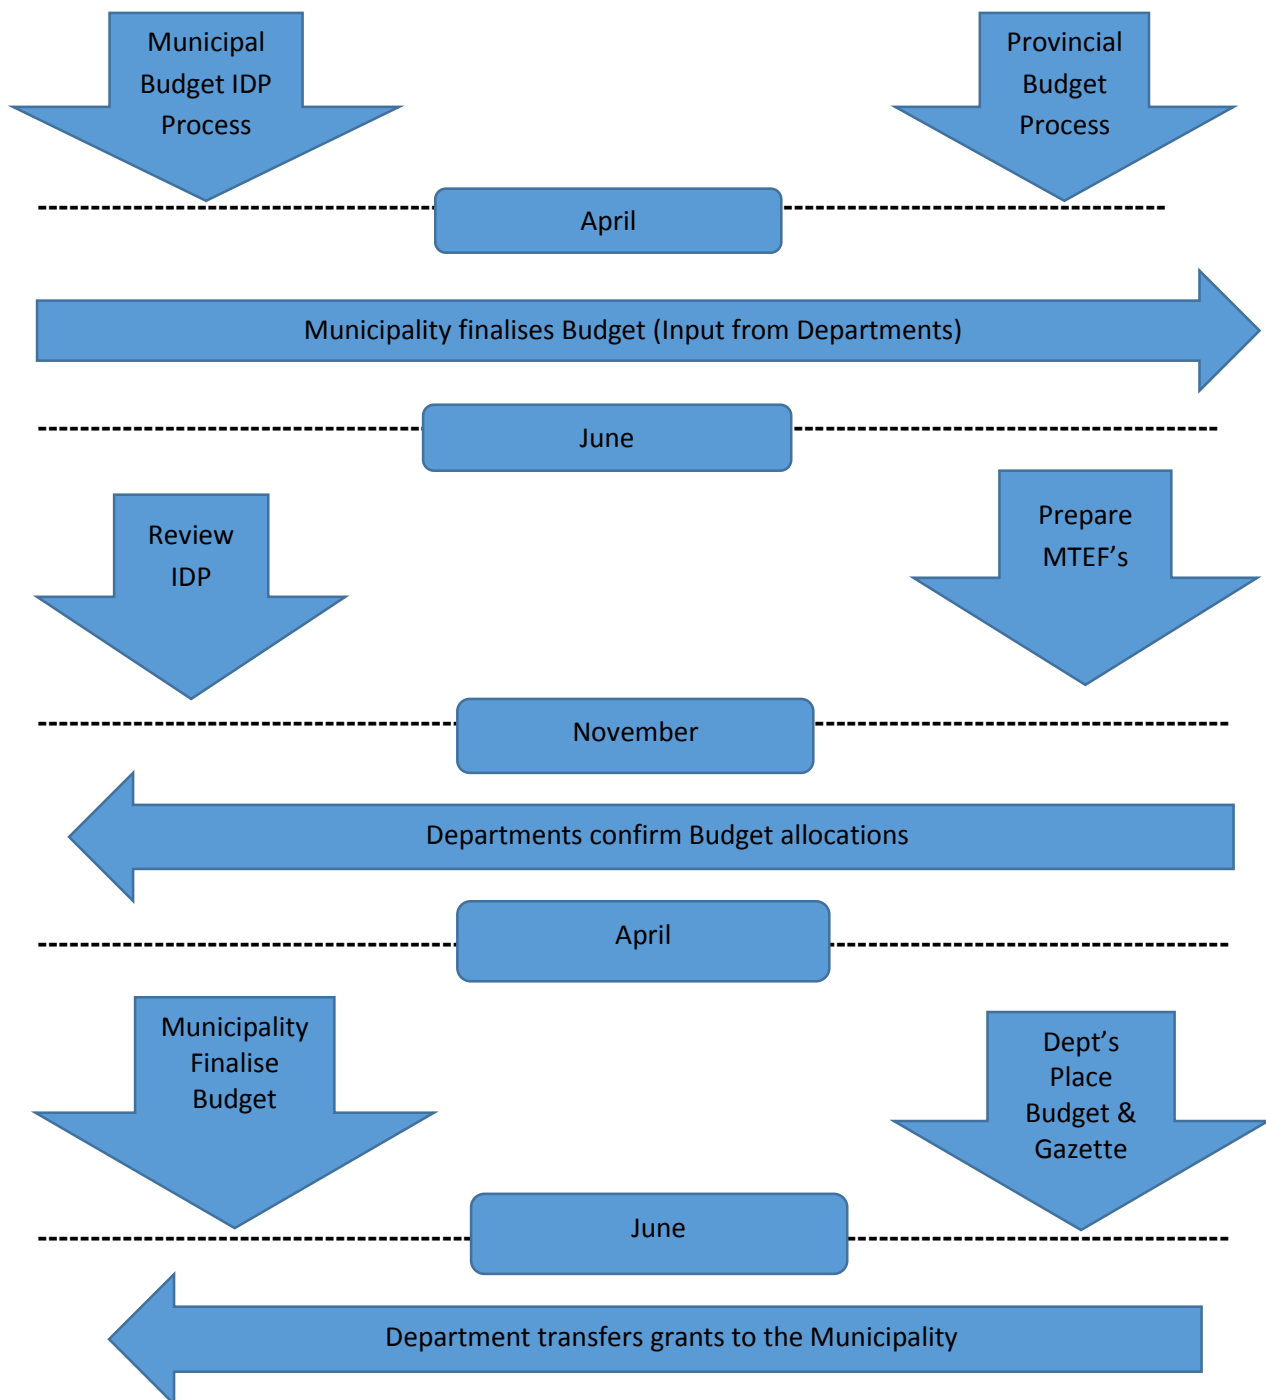 Municipal
Budget IDP
Process
Provincial
Budget
Process
April
Municipality finalises Budget (Input from Departments)
June
Review
IDP
Prepare
MTEF’s
November
Departments confirm Budget allocations
April
Municipality
Finalise
Budget
Dept’s
Place
Budget &
Gazette
June
Department transfers grants to the Municipality